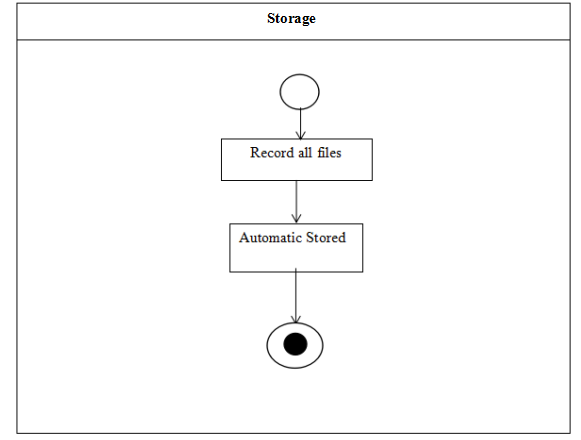 Storage
Record all files
Automatic Stored